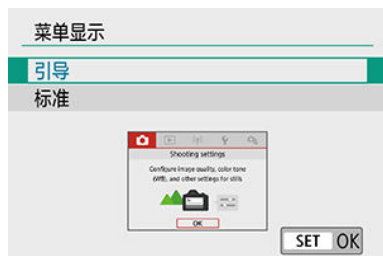 菜单显示
引导
标准
Shooting settings
Configure image quality, color tone
(WB), and other settings for stills
OK
SET OK